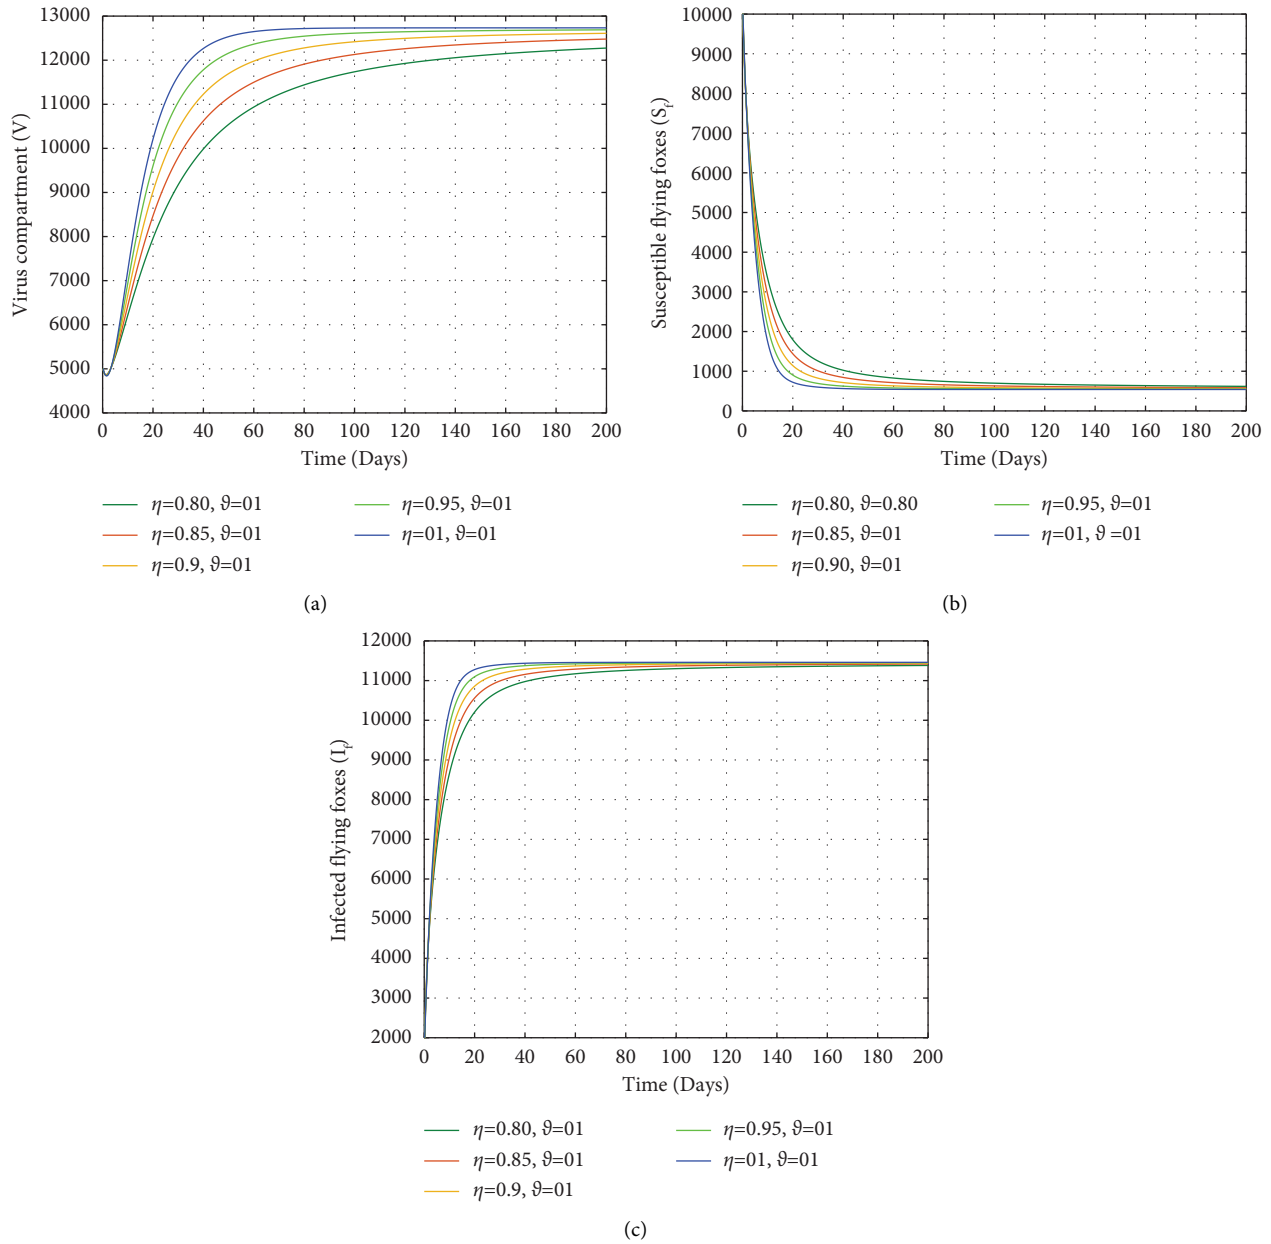 13000
12000
11000
10000
9000
8000
7000
6000
5000
4000
Virus compartment (V)
0 20 40 60 80 100 120 140 160 180 200
Time (Days)
η=0.80, ϑ=01
η=0.85, ϑ=01
η=0.9, ϑ=01
η=0.95, ϑ=01
η=01, ϑ=01
(a)
10000
9000
8000
7000
6000
5000
4000
3000
2000
1000
0
Susceptible flying foxes (S_f)
0 20 40 60 80 100 120 140 160 180 200
Time (Days)
η=0.80, ϑ=0.80
η=0.85, ϑ=01
η=0.90, ϑ=01
η=0.95, ϑ=01
η=01, ϑ =01
(b)
12000
11000
10000
9000
8000
7000
6000
5000
4000
3000
2000
Infected flying foxes (I_f)
0 20 40 60 80 100 120 140 160 180 200
Time (Days)
η=0.80, ϑ=01
η=0.85, ϑ=01
η=0.9, ϑ=01
η=0.95, ϑ=01
η=01, ϑ=01
(c)